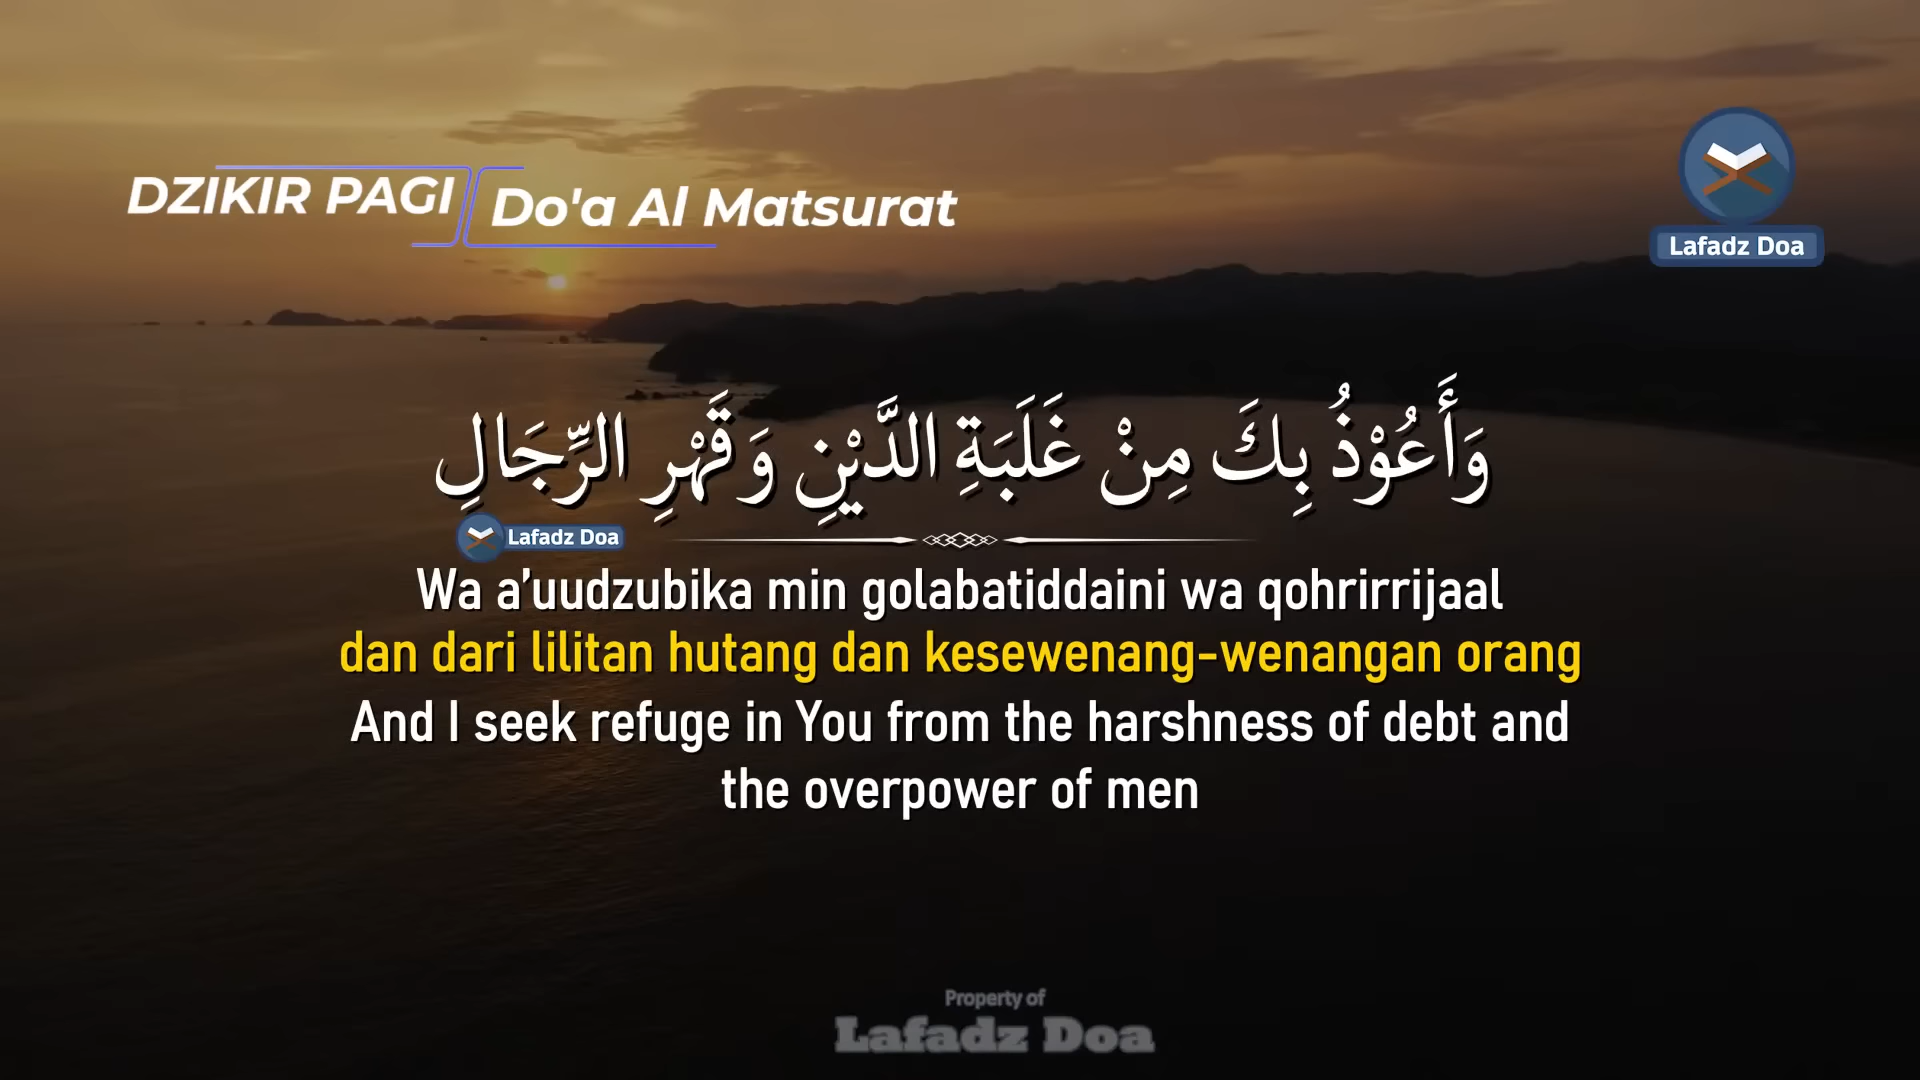 DZIKIR PAGI
Do'a Al Matsurat
Lafadz Doa
وَأَعُوْذُ بِكَ مِنْ غَلَبَةِ الدَّيْنِ وَقَهْرِ الرِّجَالِ
Lafadz Doa
Wa a’uudzubika min golabatiddaini wa qohrirrijaal
dan dari lilitan hutang dan kesewenang-wenangan orang
And I seek refuge in You from the harshness of debt and
the overpower of men
Property of
Lafadz Doa